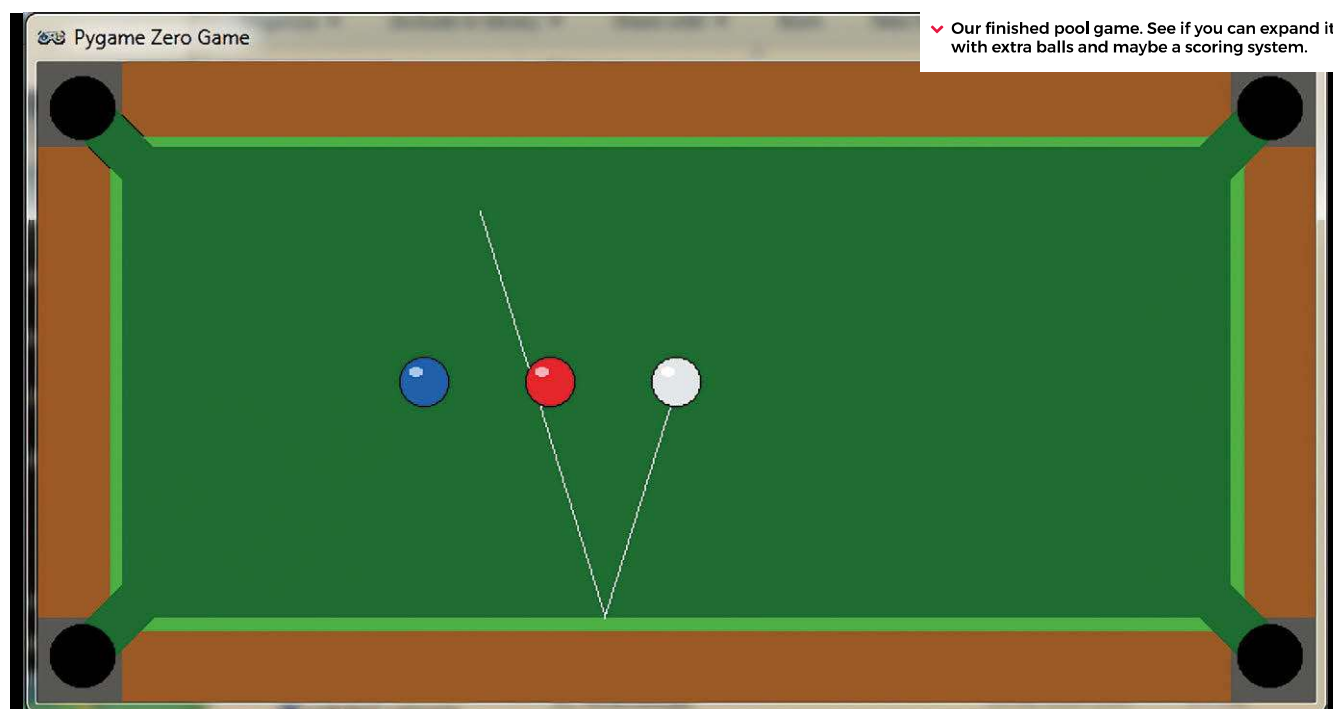 Pygame Zero Game
Our finished pool game. See if you can expand it
with extra balls and maybe a scoring system.